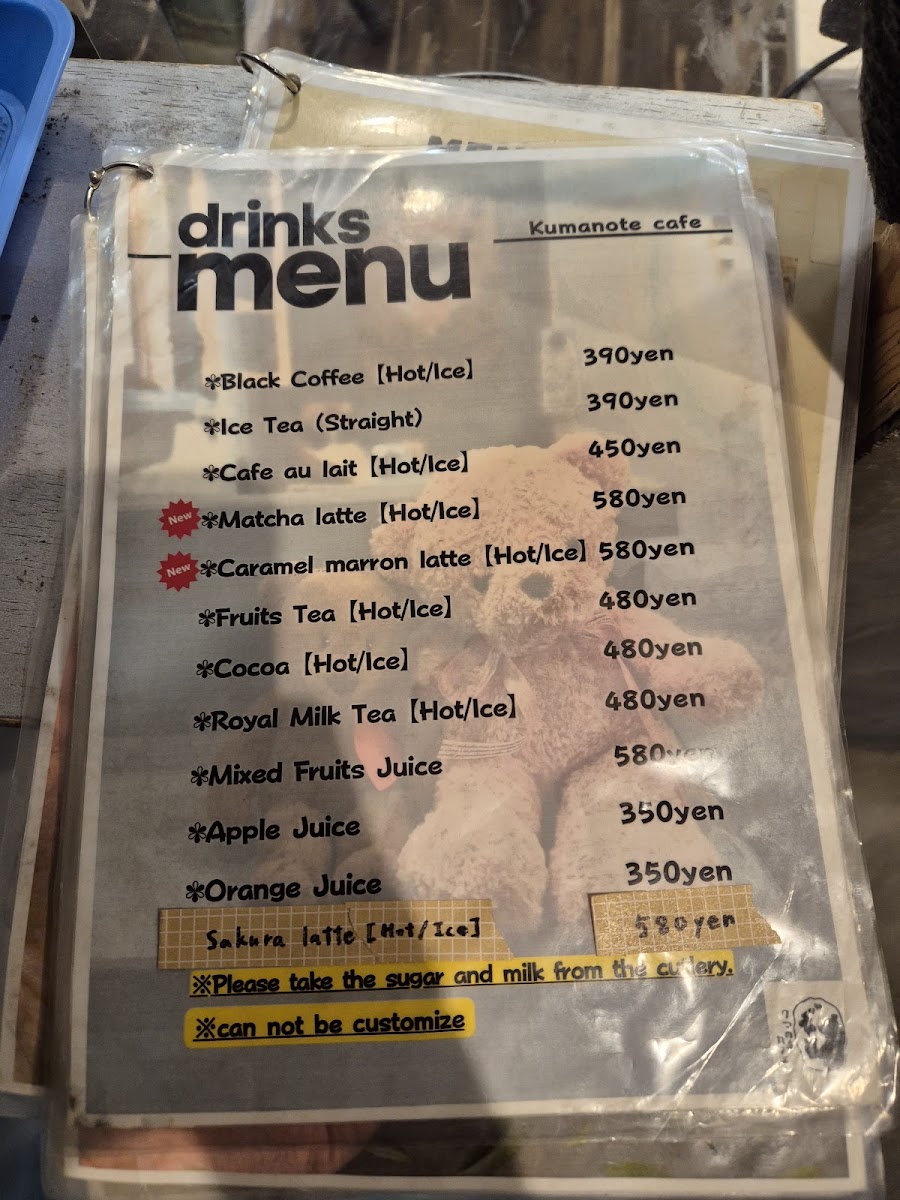 MENU
drinks
menu
Kumanote cafe
✾Black Coffee【Hot/Ice】 390yen
✾Ice Tea (Straight) 390yen
✾Cafe au lait【Hot/Ice】 450yen
New ✾Matcha latte【Hot/Ice】 580yen
New ✾Caramel marron latte【Hot/Ice】 580yen
✾Fruits Tea【Hot/Ice】 480yen
✾Cocoa【Hot/Ice】 480yen
✾Royal Milk Tea【Hot/Ice】 480yen
✾Mixed Fruits Juice 580yen
✾Apple Juice 350yen
✾Orange Juice 350yen
Sakura latte [Hot/Ice] 580yen
※Please take the sugar and milk from the cutlery.
※can not be customize